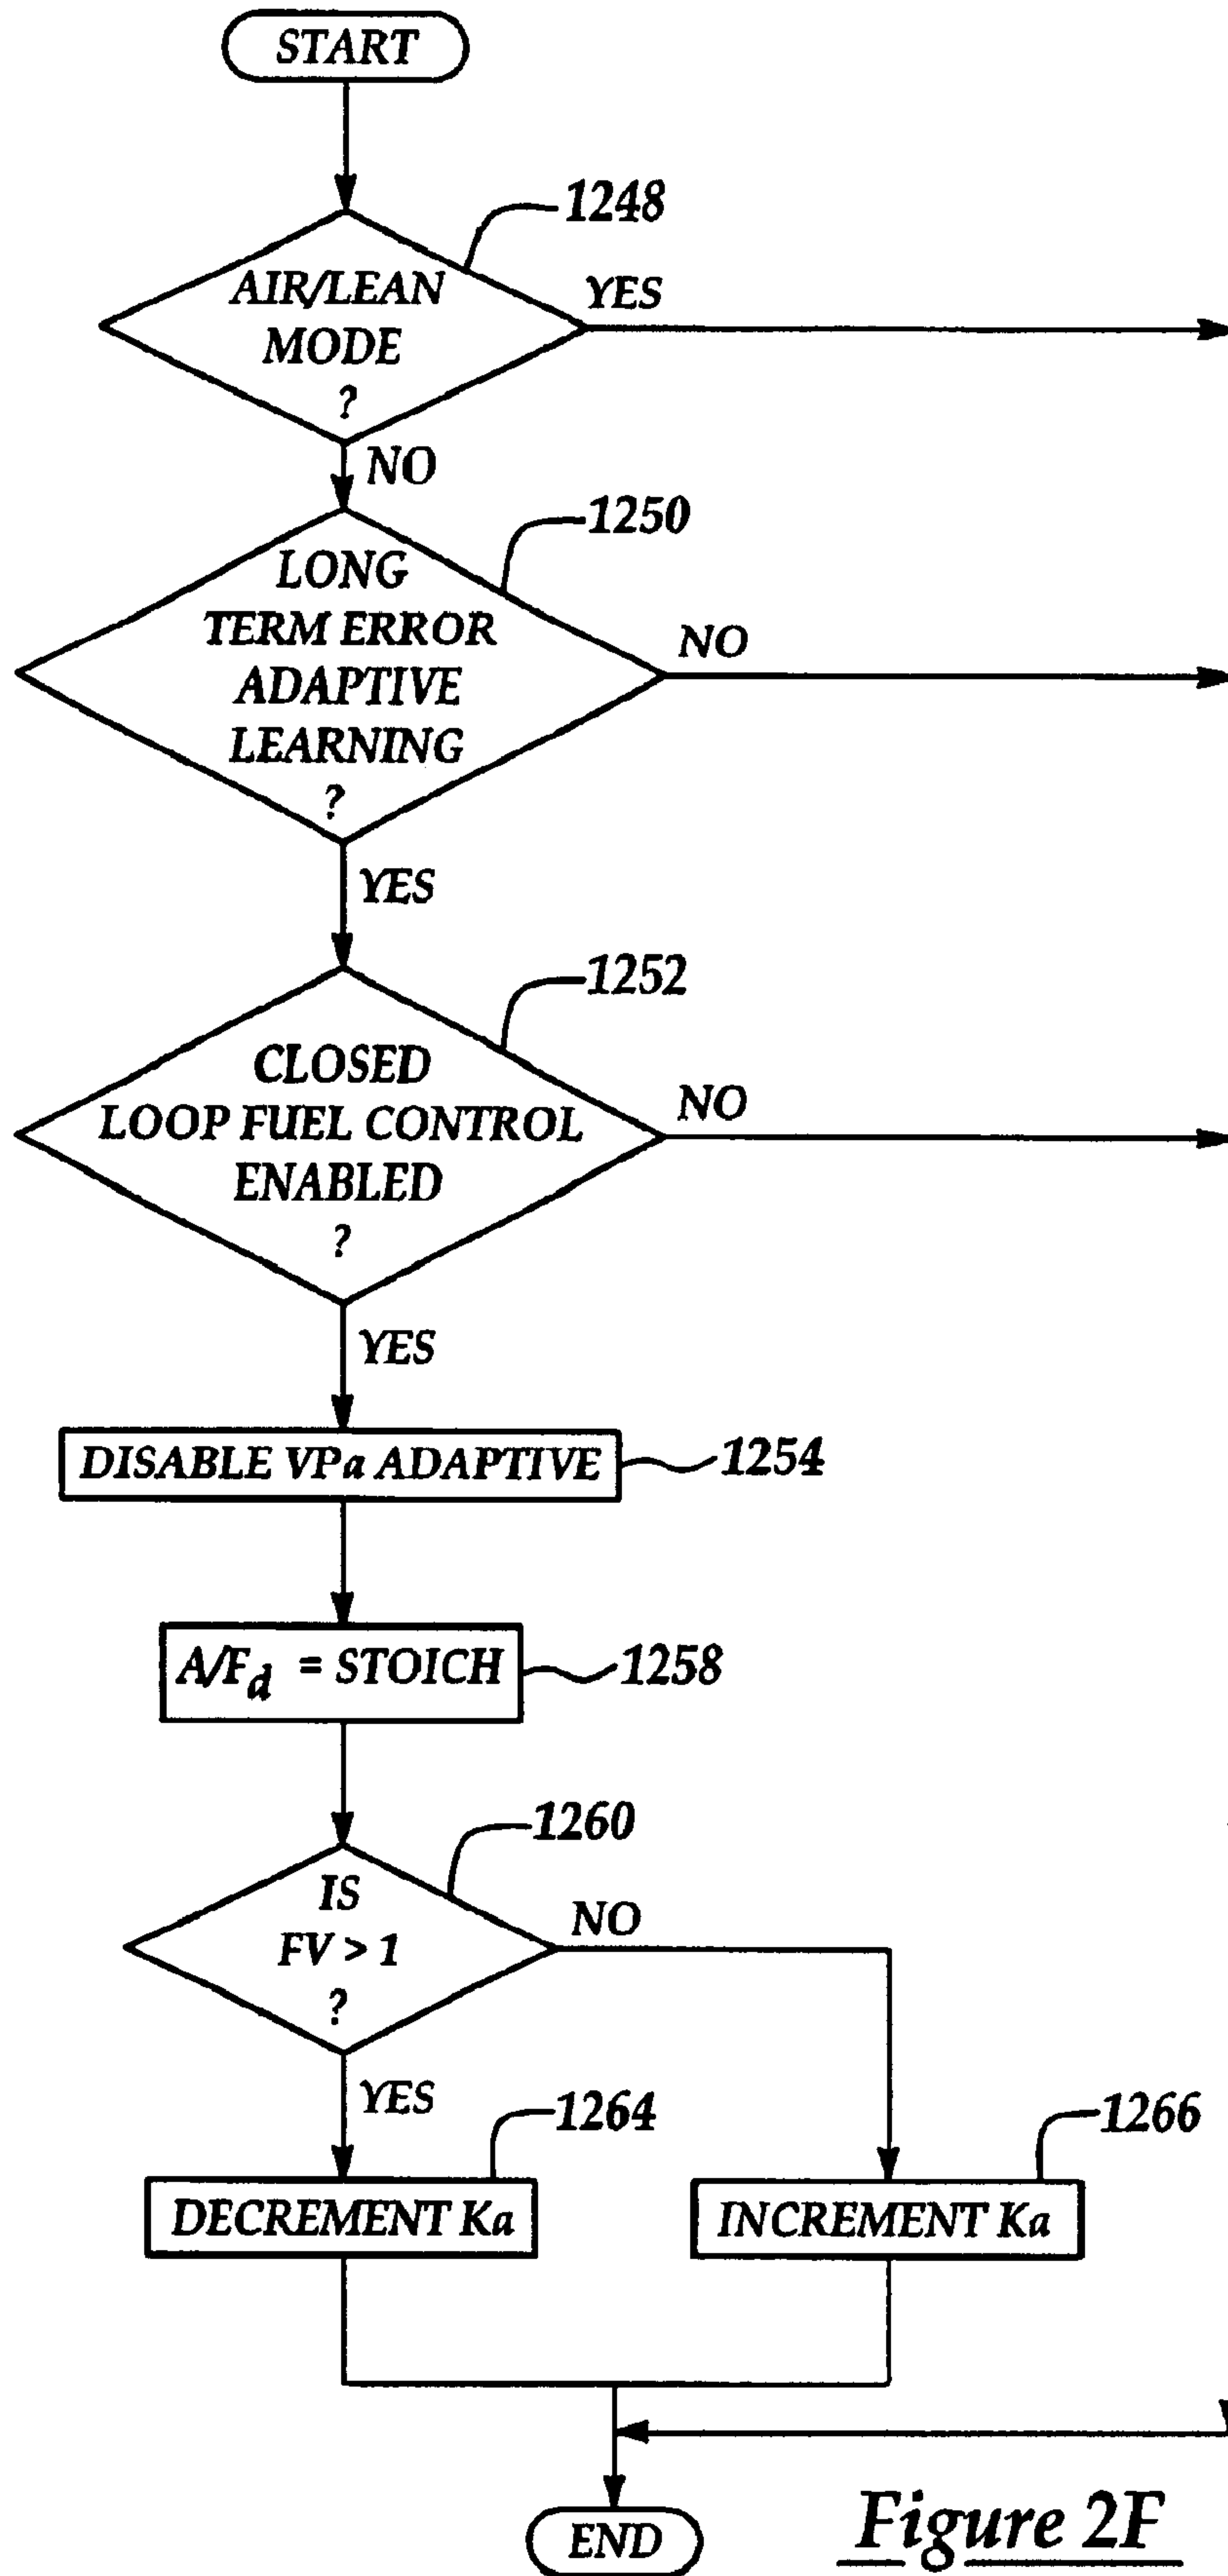 START
1248
AIR/LEAN
MODE
?
YES
NO
1250
LONG
TERM ERROR
ADAPTIVE
LEARNING
?
NO
YES
1252
CLOSED
LOOP FUEL CONTROL
ENABLED
?
NO
YES
DISABLE VPa ADAPTIVE
1254
A/Fd = STOICH
1258
1260
IS
FV > 1
?
NO
YES
1264
1266
DECREMENT Ka
INCREMENT Ka
END
Figure 2F